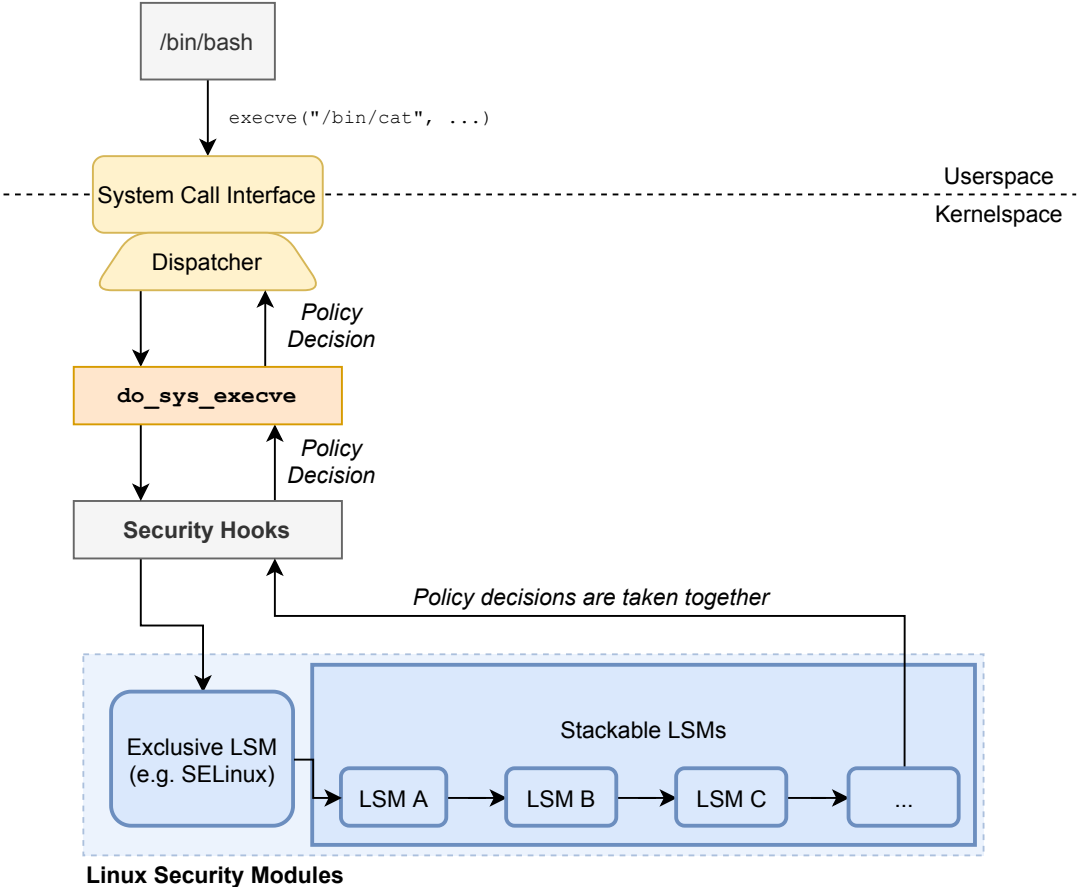 /bin/bash
execve("/bin/cat", ...)
System Call Interface
Userspace
Kernelspace
Dispatcher
Policy
Decision
do_sys_execve
Policy
Decision
Security Hooks
Policy decisions are taken together
Stackable LSMs
Exclusive LSM
(e.g. SELinux)
LSM A
LSM B
LSM C
...
Linux Security Modules